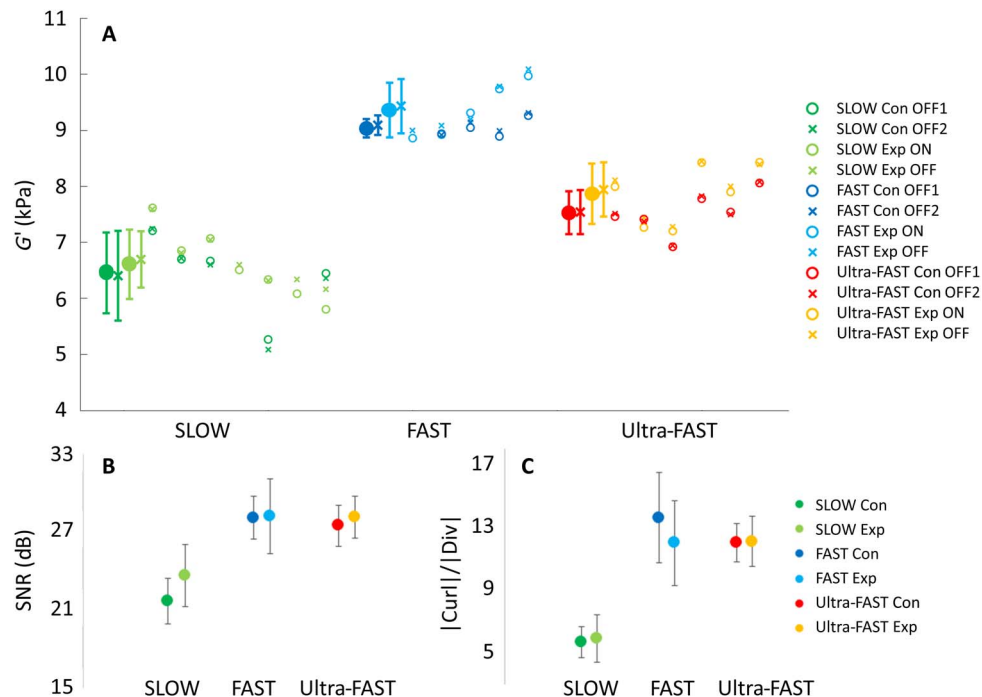 A
11
10
9
8
7
6
5
4
G' (kPa)
SLOW
FAST
Ultra-FAST
SLOW Con OFF1
SLOW Con OFF2
SLOW Exp ON
SLOW Exp OFF
FAST Con OFF1
FAST Con OFF2
FAST Exp ON
FAST Exp OFF
Ultra-FAST Con OFF1
Ultra-FAST Con OFF2
Ultra-FAST Exp ON
Ultra-FAST Exp OFF
B
33
27
21
15
SNR (dB)
SLOW
FAST
Ultra-FAST
C
17
13
9
5
|Curl|/|Div|
SLOW
FAST
Ultra-FAST
SLOW Con
SLOW Exp
FAST Con
FAST Exp
Ultra-FAST Con
Ultra-FAST Exp